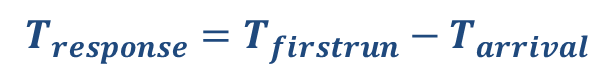 T_response = T_firstrun − T_arrival